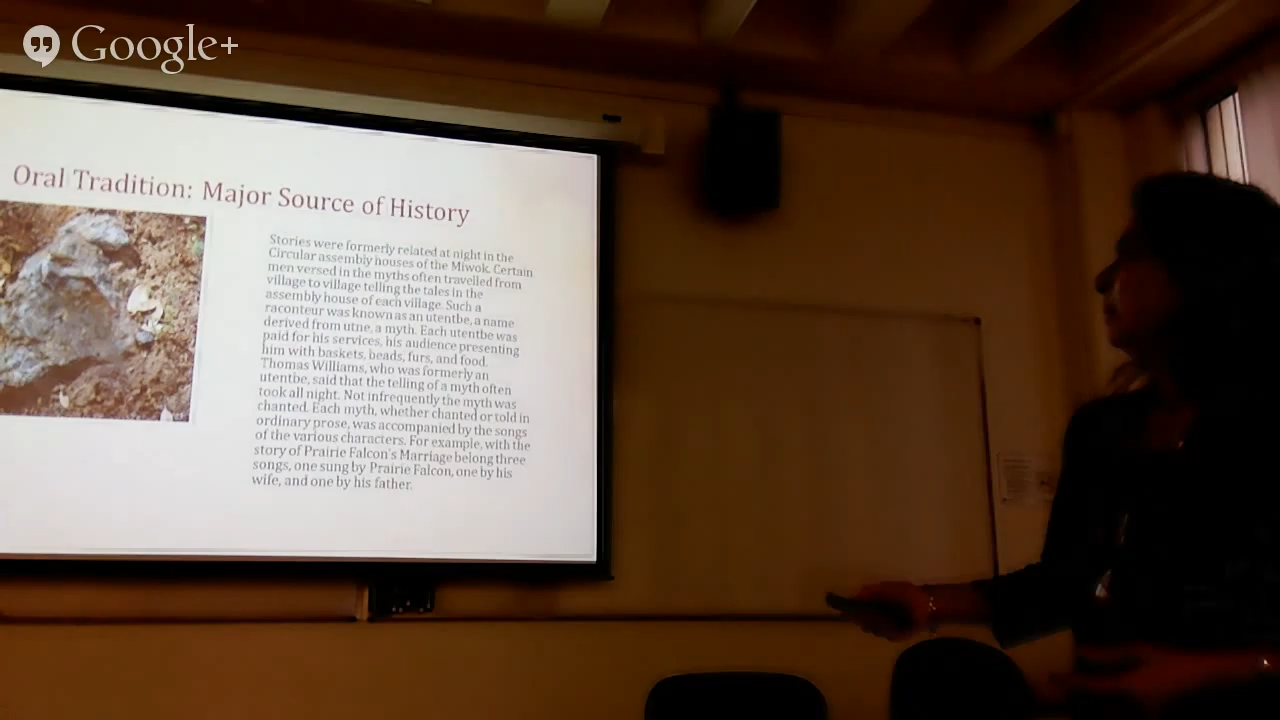 Google+
Oral Tradition: Major Source of History
Stories were formerly related at night in the
Circular assembly houses of the Miwok. Certain
men versed in the myths often travelled from
village to village telling the tales in the
assembly house of each village. Such a
raconteur was known as an utentbe, a name
derived from utne, a myth. Each utentbe was
paid for his services, his audience presenting
him with baskets, beads, furs, and food.
Thomas Williams, who was formerly an
utentbe, said that the telling of a myth often
took all night. Not infrequently the myth was
chanted. Each myth, whether chanted or told in
ordinary prose, was accompanied by the songs
of the various characters. For example, with the
story of Prairie Falcon's Marriage belong three
songs, one sung by Prairie Falcon, one by his
wife, and one by his father.